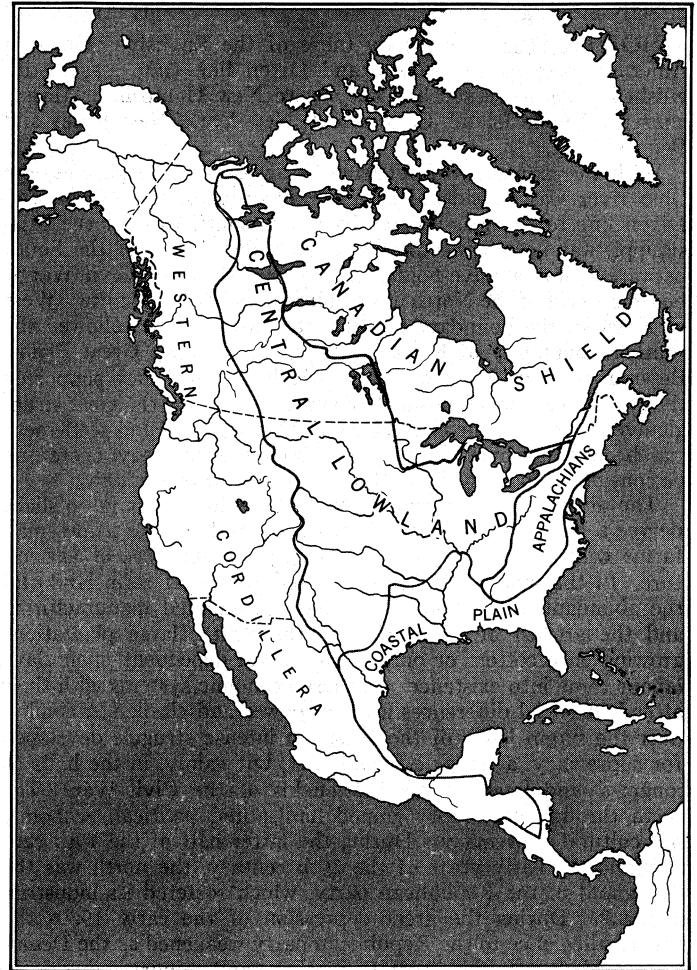 CANADIAN
SHIELD
WESTERN
CORDILLERA
CENTRAL
LOWLAND
APPALACHIANS
COASTAL
PLAIN